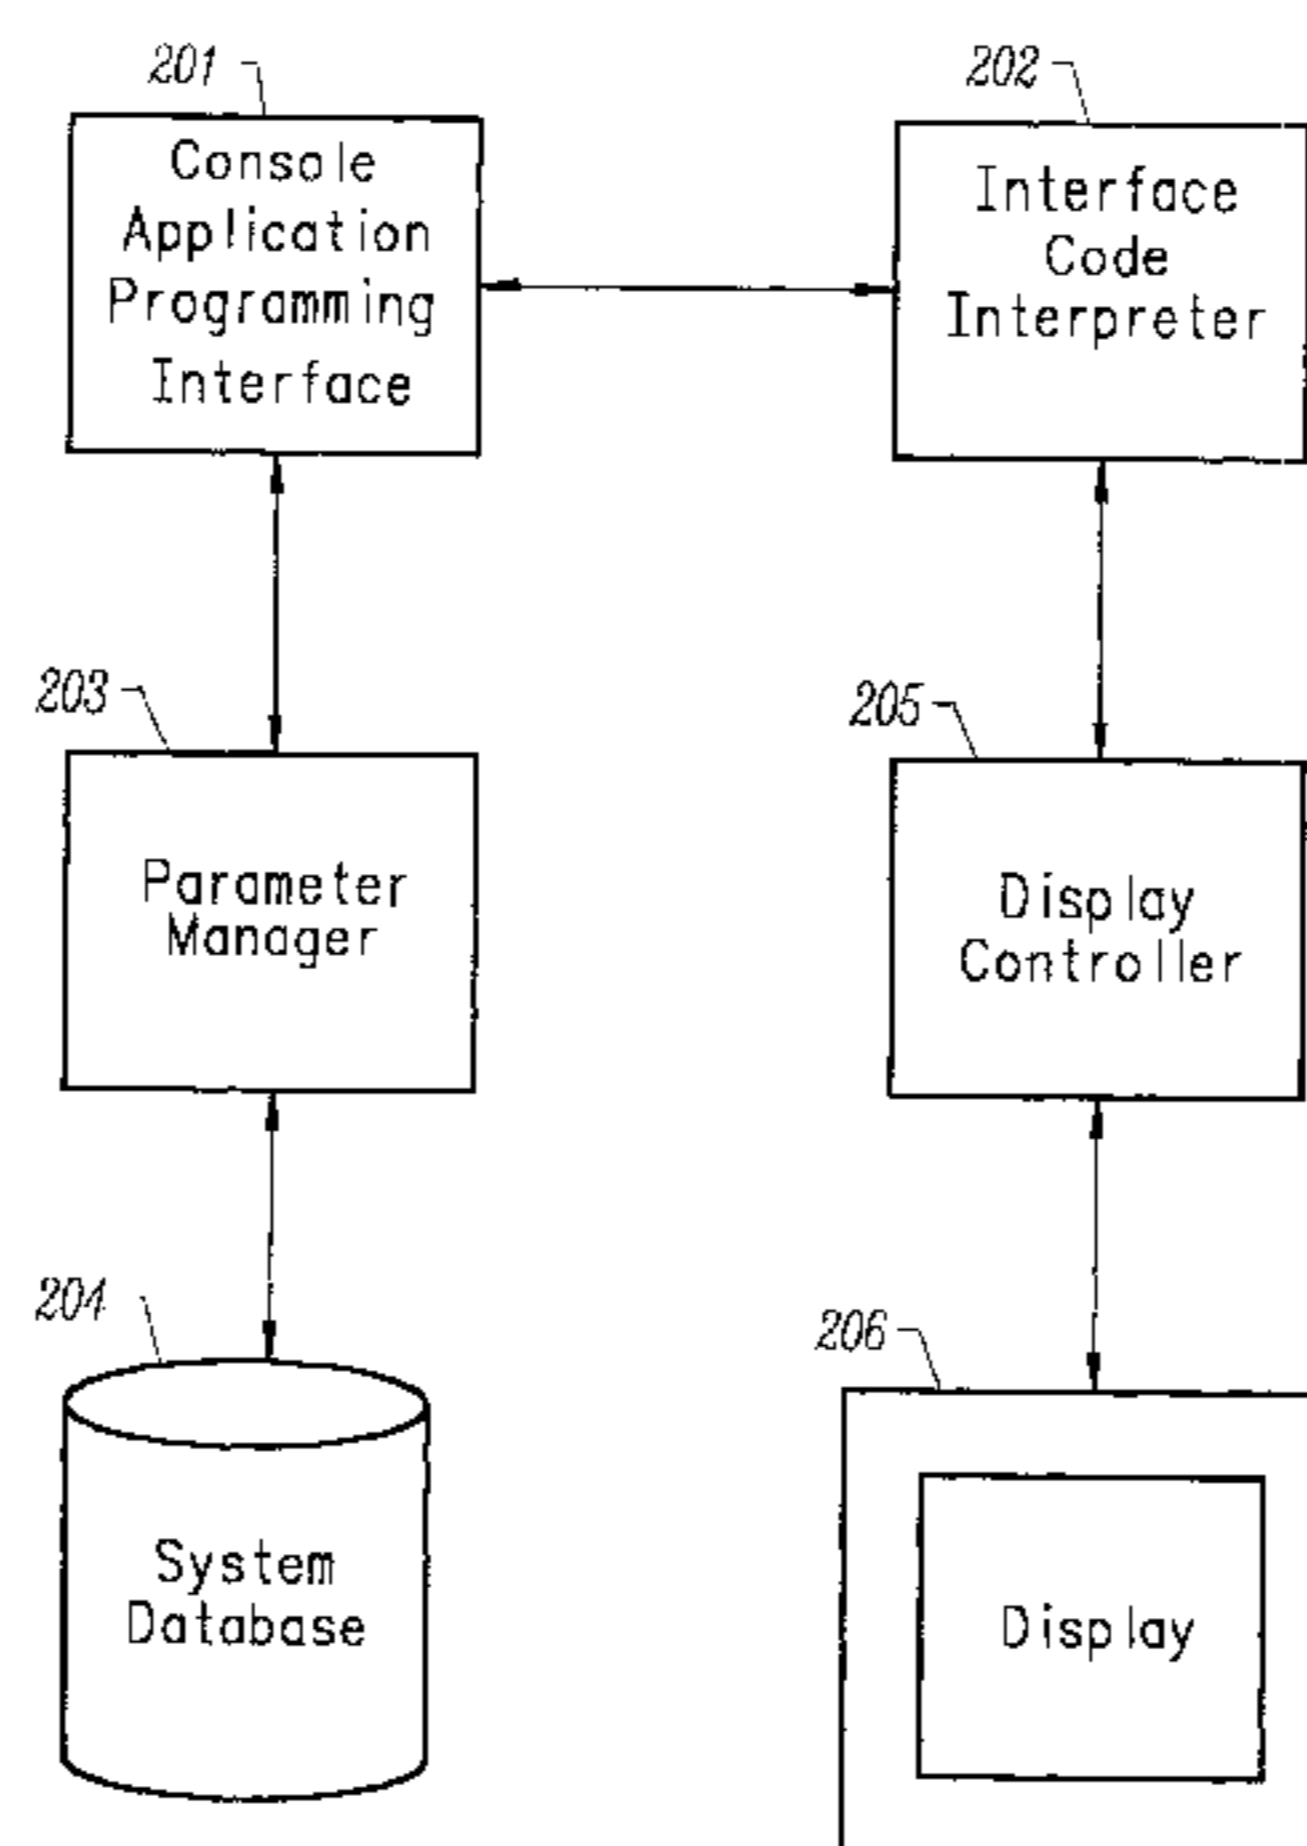 201
Console
Application
Programming
Interface
202
Interface
Code
Interpreter
203
Parameter
Manager
205
Display
Controller
204
System
Database
206
Display